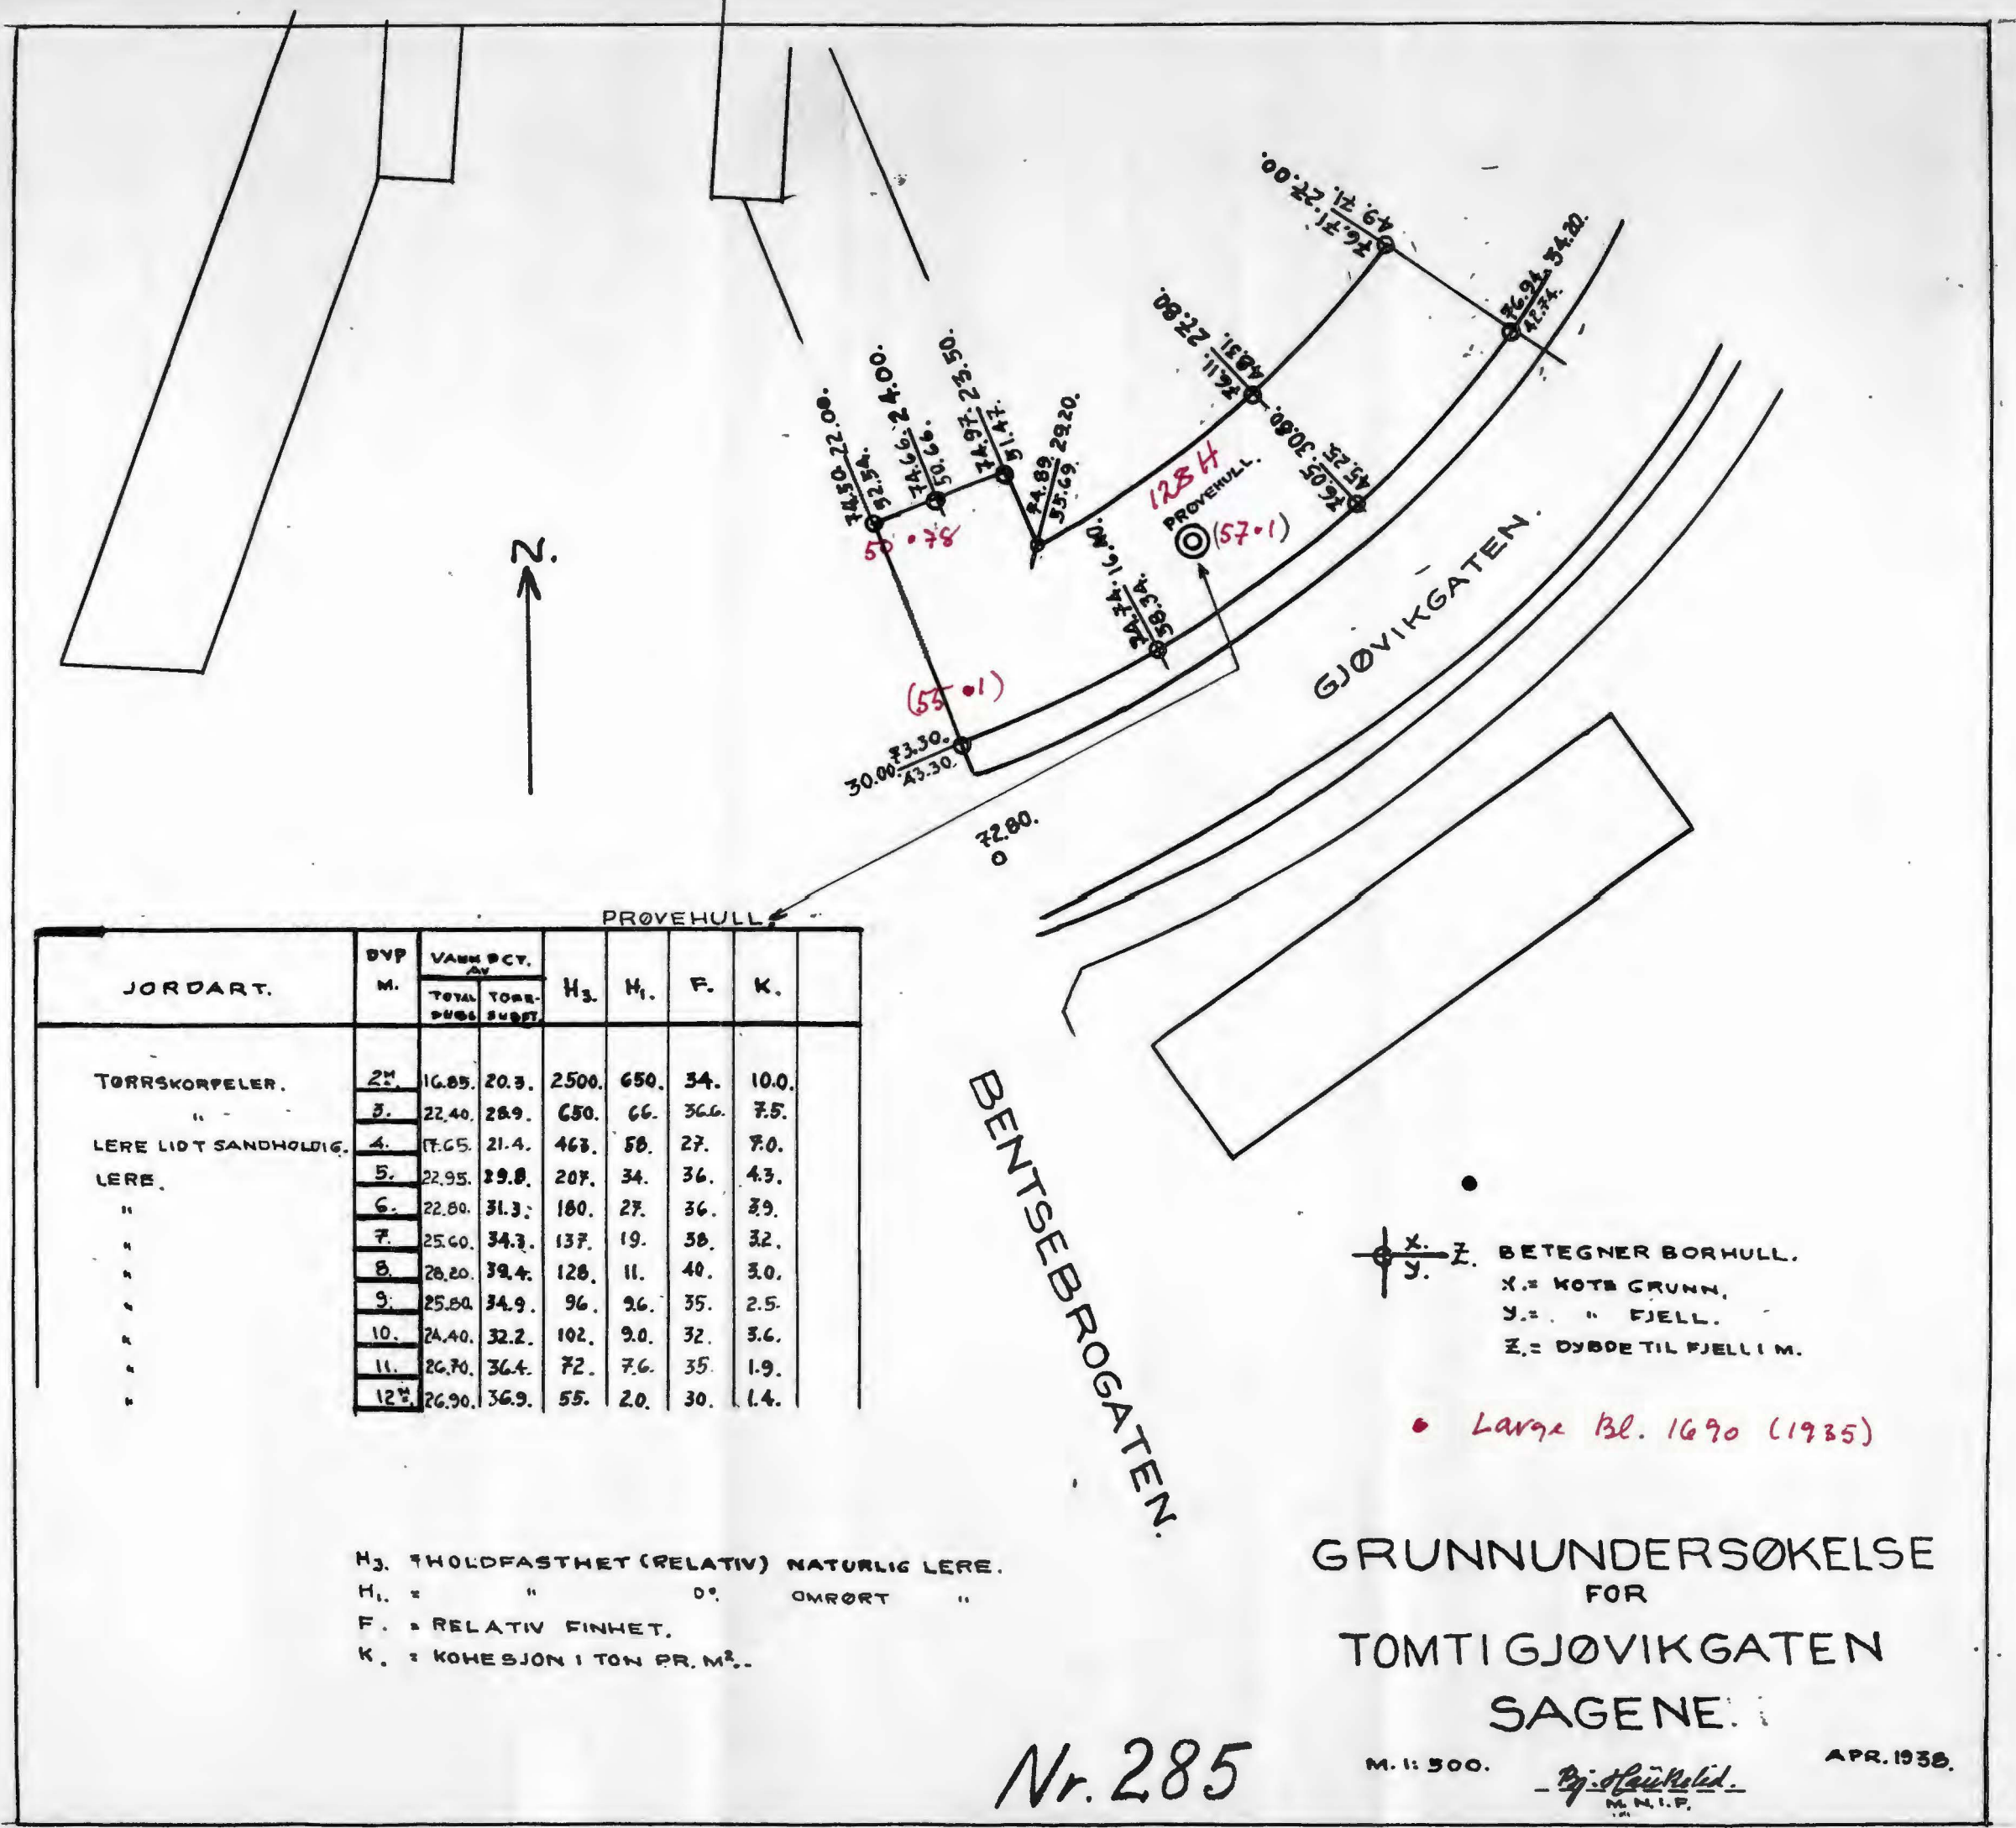 76.71. 27.00.
49.71.
76.94. 34.20.
42.74.
76.11. 27.80.
48.31.
76.05. 30.80.
45.25.
74.50. 22.00.
52.54.
74.66. 24.00.
50.66.
74.97. 23.50.
51.47.
74.89. 29.20.
55.69.
128 H
PRØVEHULL.
(57.1)
50 • 78
74.74. 16.40.
58.34.
(55 • 1)
73.30.
30.00.
43.30.
72.80.
N.
GJØVIKGATEN.
BENTSEBROGATEN.
PRØVEHULL.
JORDART. DYP M. VANN PCT. AV TOTAL SUBS TORR-SUBST. H3. H1. F. K.
TØRRSKORPELER. 2M. 16.85. 20.3. 2500. 650. 34. 10.0.
" 3. 22.40. 28.9. 650. 66. 36.6. 7.5.
LERE LIDT SANDHOLDIG. 4. 17.65. 21.4. 463. 58. 27. 7.0.
LERE. 5. 22.95. 29.8. 207. 34. 36. 4.3.
" 6. 22.80. 31.3. 180. 27. 36. 3.9.
" 7. 25.60. 34.3. 137. 19. 38. 3.2.
" 8. 28.20. 39.4. 128. 11. 40. 3.0.
" 9. 25.80. 34.9. 96. 9.6. 35. 2.5.
" 10. 24.40. 32.2. 102. 9.0. 32. 3.6.
" 11. 26.70. 36.4. 72. 7.6. 35. 1.9.
" 12M. 26.90. 36.9. 55. 2.0. 30. 1.4.
X.
Y. Z. BETEGNER BORHULL.
X. = KOTE GRUNN.
Y. = " FJELL.
Z. = DYBDE TIL FJELL I M.
• Large Bl. 1690 (1935)
H3. = HOLDFASTHET (RELATIV) NATURLIG LERE.
H1. = " Do. OMRØRT "
F. = RELATIV FINHET.
K. = KOHESJON I TON PR. M2.
GRUNNUNDERSØKELSE
FOR
TOMT I GJØVIKGATEN
SAGENE.
M. 1:500.
APR. 1938.
Bj. Haukelid.
M.N.I.F.
Nr. 285